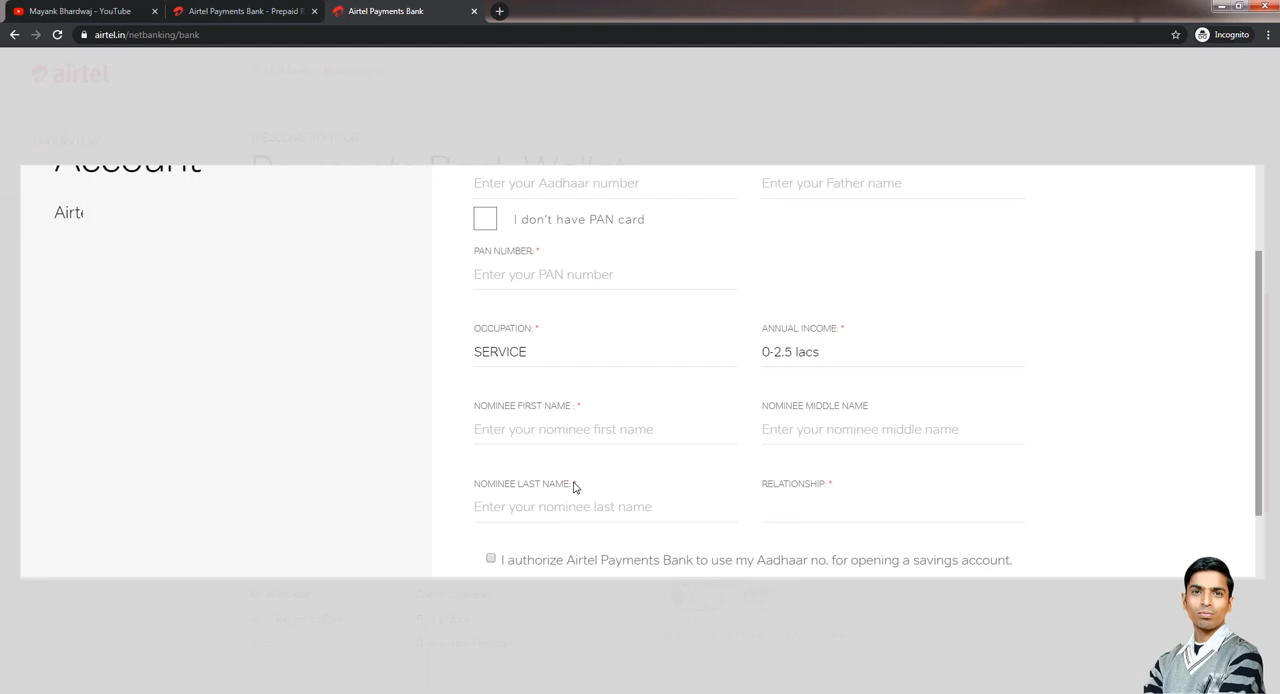 Mayank Bhardwaj - YouTube
Airtel Payments Bank - Prepaid R
Airtel Payments Bank
airtel.in/netbanking/bank
Incognito
airtel
Account
Airte
Enter your Aadhaar number
Enter your Father name
I don't have PAN card
PAN NUMBER: *
Enter your PAN number
OCCUPATION: *
ANNUAL INCOME: *
SERVICE
0-2.5 lacs
NOMINEE FIRST NAME : *
NOMINEE MIDDLE NAME
Enter your nominee first name
Enter your nominee middle name
NOMINEE LAST NAME: *
RELATIONSHIP: *
Enter your nominee last name
I authorize Airtel Payments Bank to use my Aadhaar no. for opening a savings account.